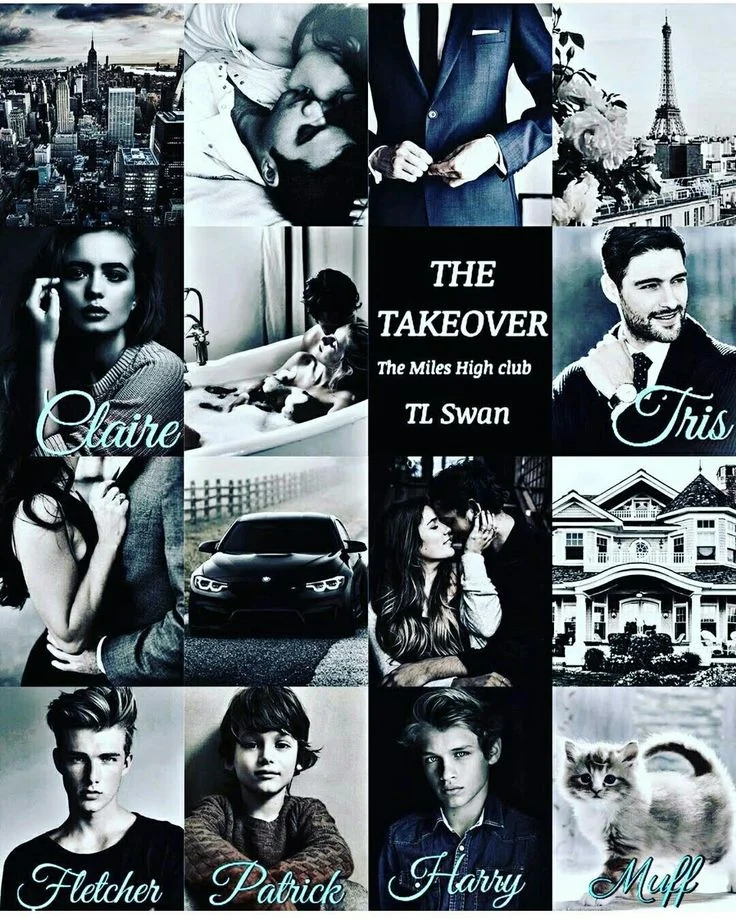 THE
TAKEOVER
The Miles High club
TL Swan
Claire
Tris
Fletcher
Patrick
Harry
Muff